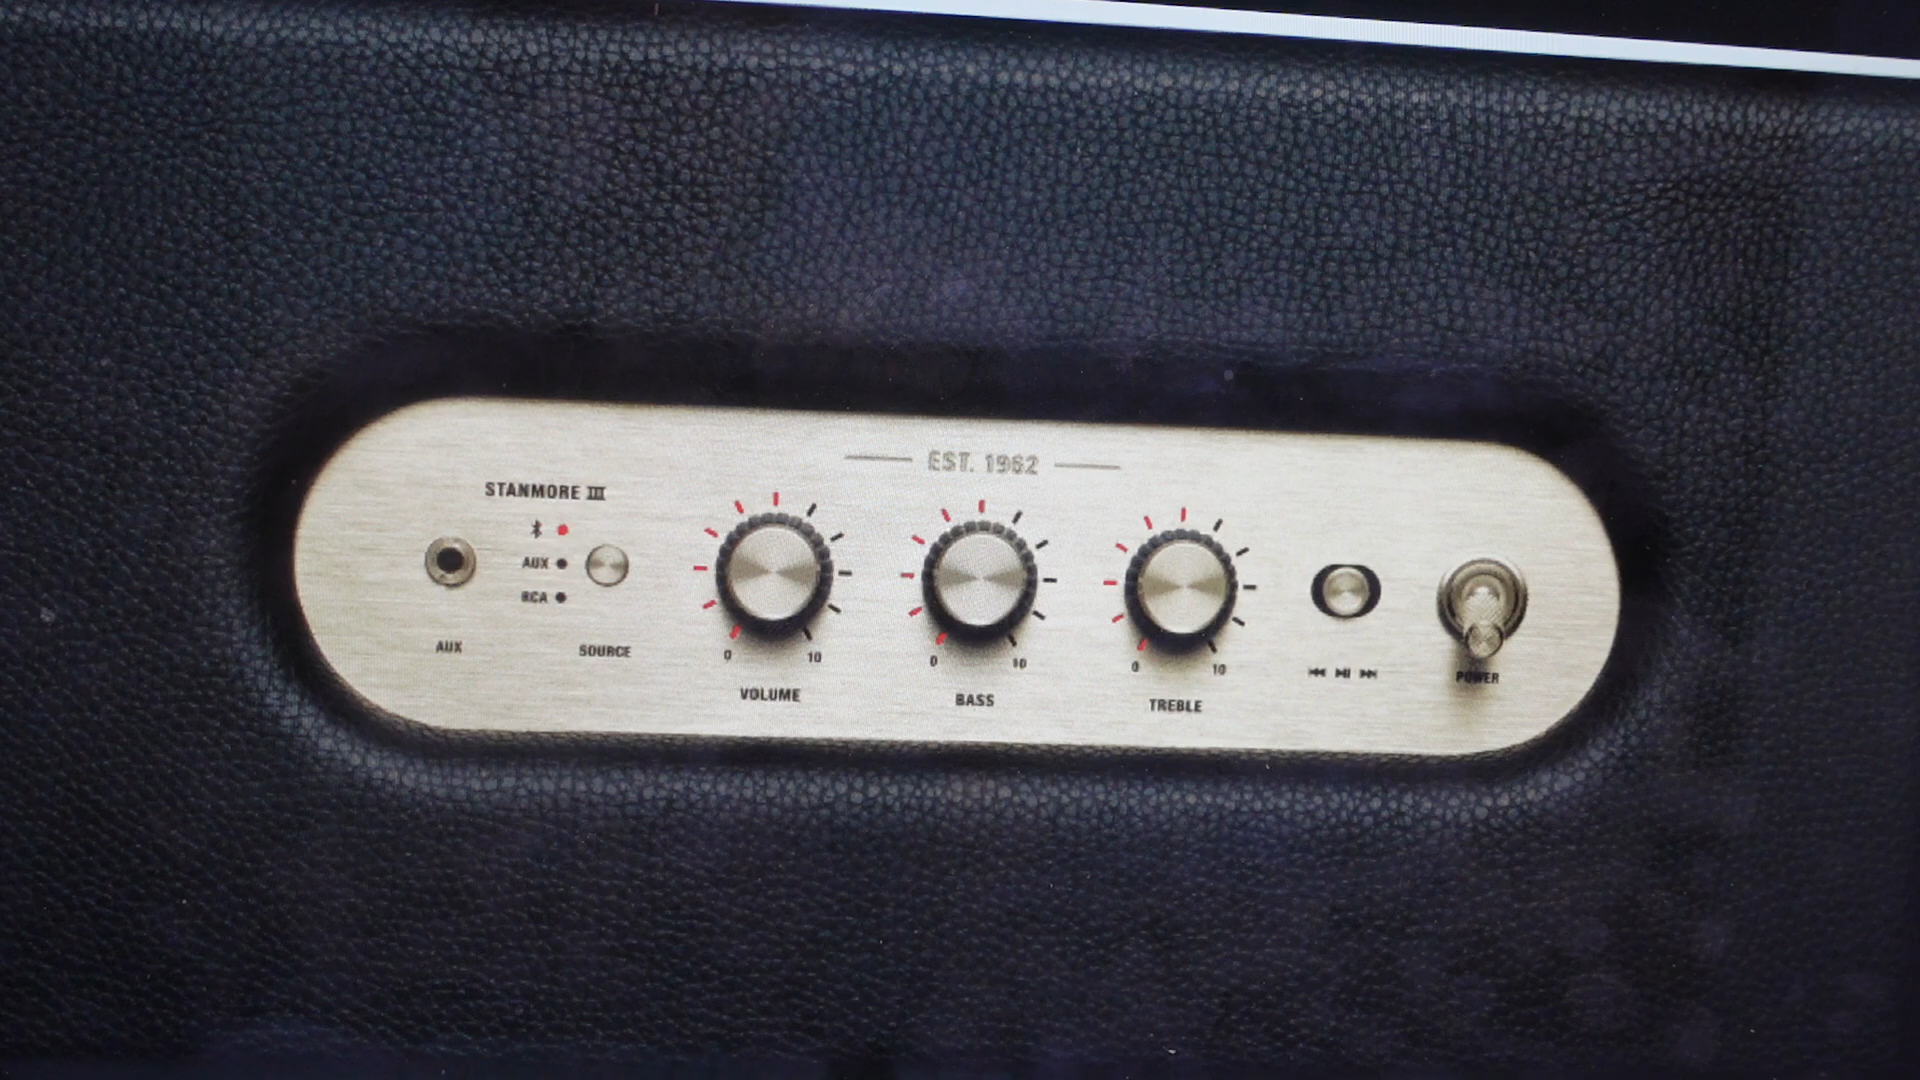 EST. 1962
STANMORE III
AUX
RCA
AUX
SOURCE
0 10
VOLUME
0 10
BASS
0 10
TREBLE
POWER